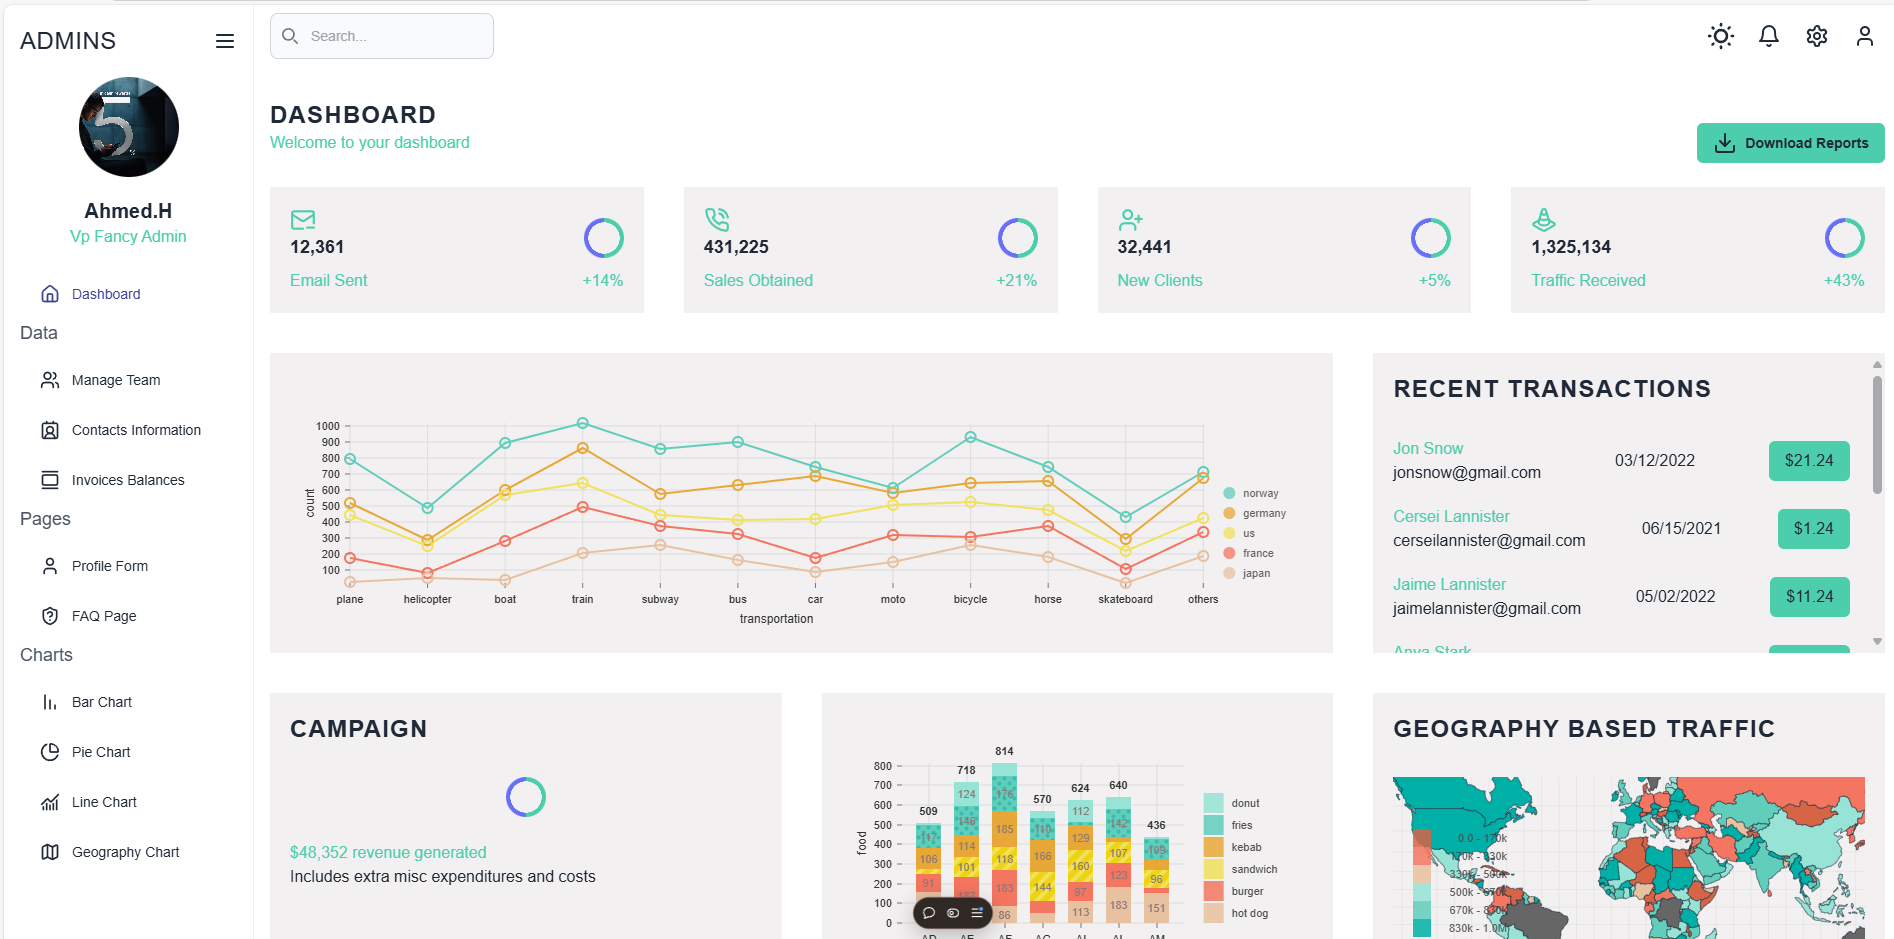 ADMINS
Search...
Ahmed.H
Vp Fancy Admin
Dashboard
Data
Manage Team
Contacts Information
Invoices Balances
Pages
Profile Form
FAQ Page
Charts
Bar Chart
Pie Chart
Line Chart
Geography Chart
DASHBOARD
Welcome to your dashboard
Download Reports
12,361
Email Sent
+14%
431,225
Sales Obtained
+21%
32,441
New Clients
+5%
1,325,134
Traffic Received
+43%
1000
900
800
700
600
500
400
300
200
100
count
plane helicopter boat train subway bus car moto bicycle horse skateboard others
transportation
norway
germany
us
france
japan
RECENT TRANSACTIONS
Jon Snow
jonsnow@gmail.com
03/12/2022
$21.24
Cersei Lannister
cerseilannister@gmail.com
06/15/2021
$1.24
Jaime Lannister
jaimelannister@gmail.com
05/02/2022
$11.24
Anya Stark
CAMPAIGN
$48,352 revenue generated
Includes extra misc expenditures and costs
800
700
600
500
400
300
200
100
0
food
509
117
106
91
718
124
146
114
101
187
814
176
185
118
183
86
570
110
166
144
624
112
129
160
97
113
640
142
107
123
183
436
109
96
151
donut
fries
kebab
sandwich
burger
hot dog
GEOGRAPHY BASED TRAFFIC
0.0 - 170k
170k - 330k
330k - 500k
500k - 670k
670k - 830k
830k - 1.0M